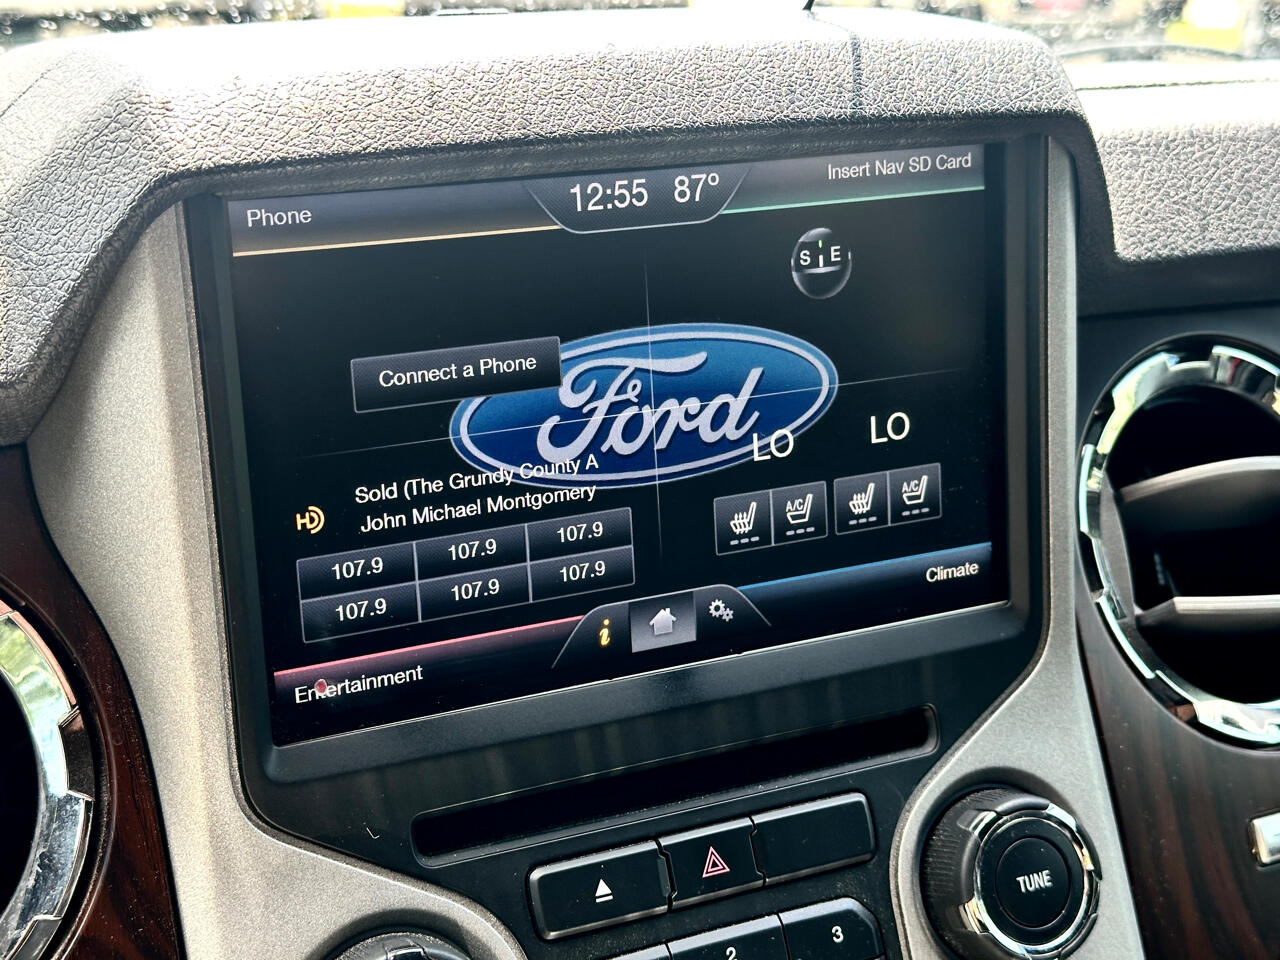 Phone
12:55 87°
Insert Nav SD Card
S E
Connect a Phone
Ford
LO LO
Sold (The Grundy County A
John Michael Montgomery
HD
A/C A/C
107.9 107.9 107.9
107.9 107.9 107.9
Climate
i
Entertainment
TUNE
2 3